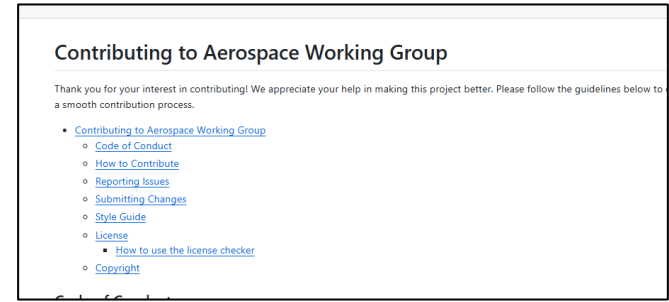 Contributing to Aerospace Working Group
Thank you for your interest in contributing! We appreciate your help in making this project better. Please follow the guidelines below to
a smooth contribution process.
Contributing to Aerospace Working Group
Code of Conduct
How to Contribute
Reporting Issues
Submitting Changes
Style Guide
License
How to use the license checker
Copyright